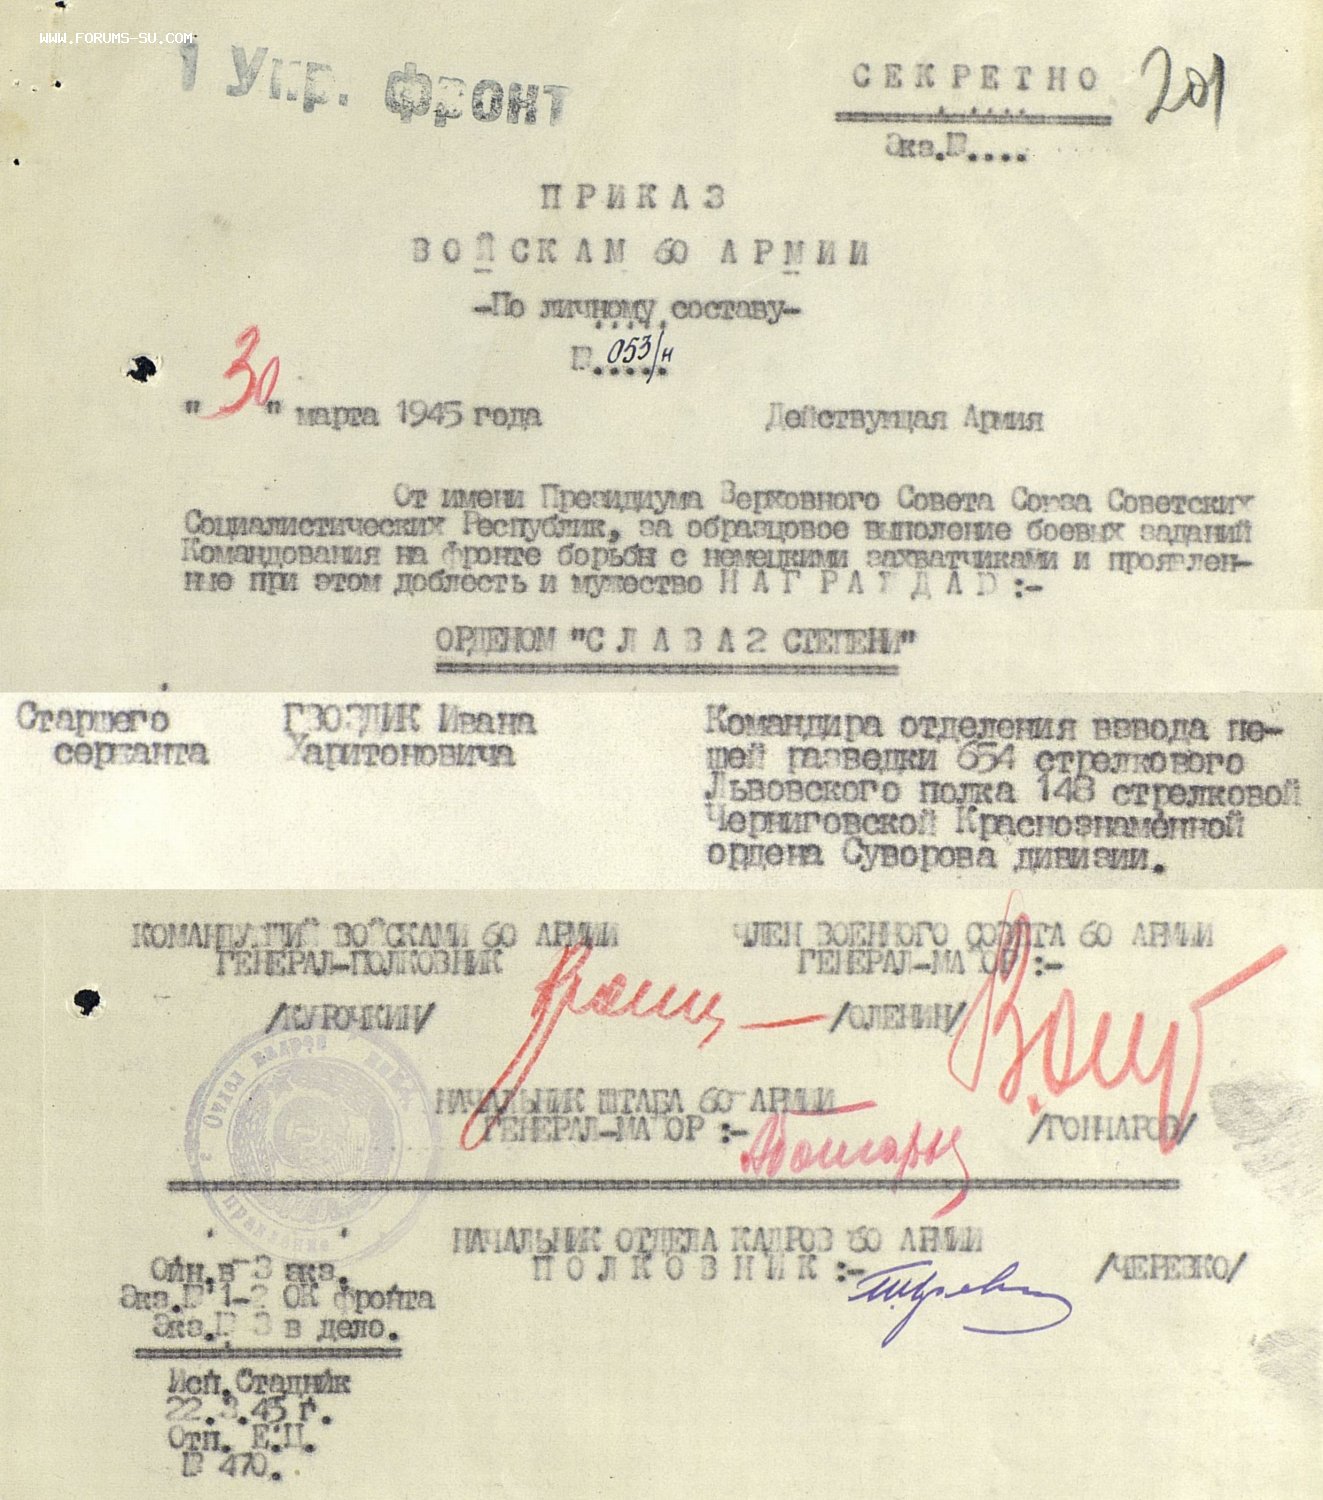 WWW.FORUMS-SU.COM
1 Укр. Фронт
СЕКРЕТНО
201
Экз.№....
ПРИКАЗ
ВОЙСКАМ 60 АРМИИ
-По личному составу-
№ 053/н
"30" марта 1945 года Действующая Армия
От имени Президиума Верховного Совета Союза Советских
Социалистических Республик, за образцовое выполение боевых заданий
Командования на фронте борьбы с немецкими захватчиками и проявлен-
ные при этом доблесть и мужество НАГРАЖДАЮ:-
ОРДЕНОМ "СЛАВА 2 СТЕПЕНИ"
Старшего ГВОЗДИК Ивана Командира отделения взвода пе-
сержанта Харитоновича шей разведки 654 стрелкового
Львовского полка 148 стрелковой
Черниговской Краснознаменной
ордена Суворова дивизии.
КОМАНДУЮЩИЙ ВОЙСКАМИ 60 АРМИИ ЧЛЕН ВОЕННОГО СОВЕТА 60 АРМИИ
ГЕНЕРАЛ-ПОЛКОВНИК ГЕНЕРАЛ-МАЙОР :-
/КУРОЧКИН/ /ОЛЕНИН/
НАЧАЛЬНИК ШТАБА 60 АРМИИ
ГЕНЕРАЛ-МАЙОР :- /ГОНЧАРОВ/
Отдел кадров
НАЧАЛЬНИК ОТДЕЛА КАДРОВ 60 АРМИИ
ПОЛКОВНИК :- /ЧЕРЕВКО/
Опн.в 3 экз.
Экз.№ 1-2 ОК фронта
Экз.№ 3 в дело.
Исп.Стадник
22.3.45 г.
Отп. Е.Ц.
№ 470.